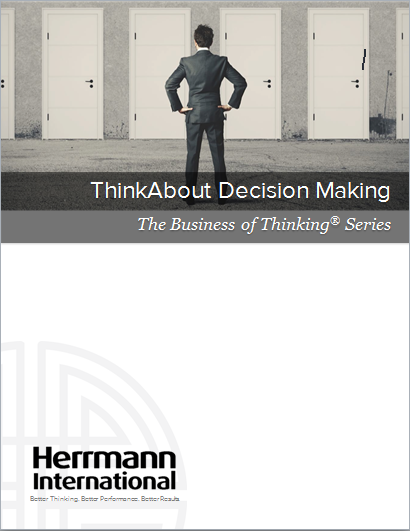 ThinkAbout Decision Making
The Business of Thinking® Series
Herrmann
International
Better Thinking. Better Performance. Better Results.